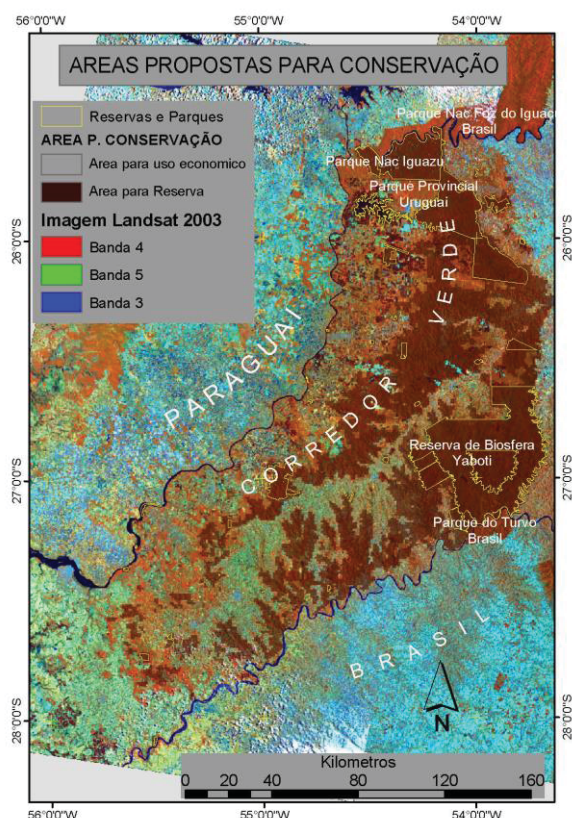 56°0'0"W
55°0'0"W
54°0'0"W
AREAS PROPOSTAS PARA CONSERVAÇÃO
Reservas e Parques
AREA P. CONSERVAÇÃO
Area para uso economico
Area para Reserva
Imagem Landsat 2003
Banda 4
Banda 5
Banda 3
Parque Nac Foz do Iguaçu
Brasil
Parque Nac Iguazu
Parque Provincial
Uruguai
26°0'0"S
28°0'0"S
PARAGUAI
CORREDOR VERDE
Reserva de Biosfera
Yaboti
27°0'0"S
27°0'0"S
Parque do Turvo
Brasil
BRASIL
N
28°0'0"S
28°0'0"S
Kilometros
0 20 40 80 120 160
56°0'0"W
55°0'0"W
54°0'0"W